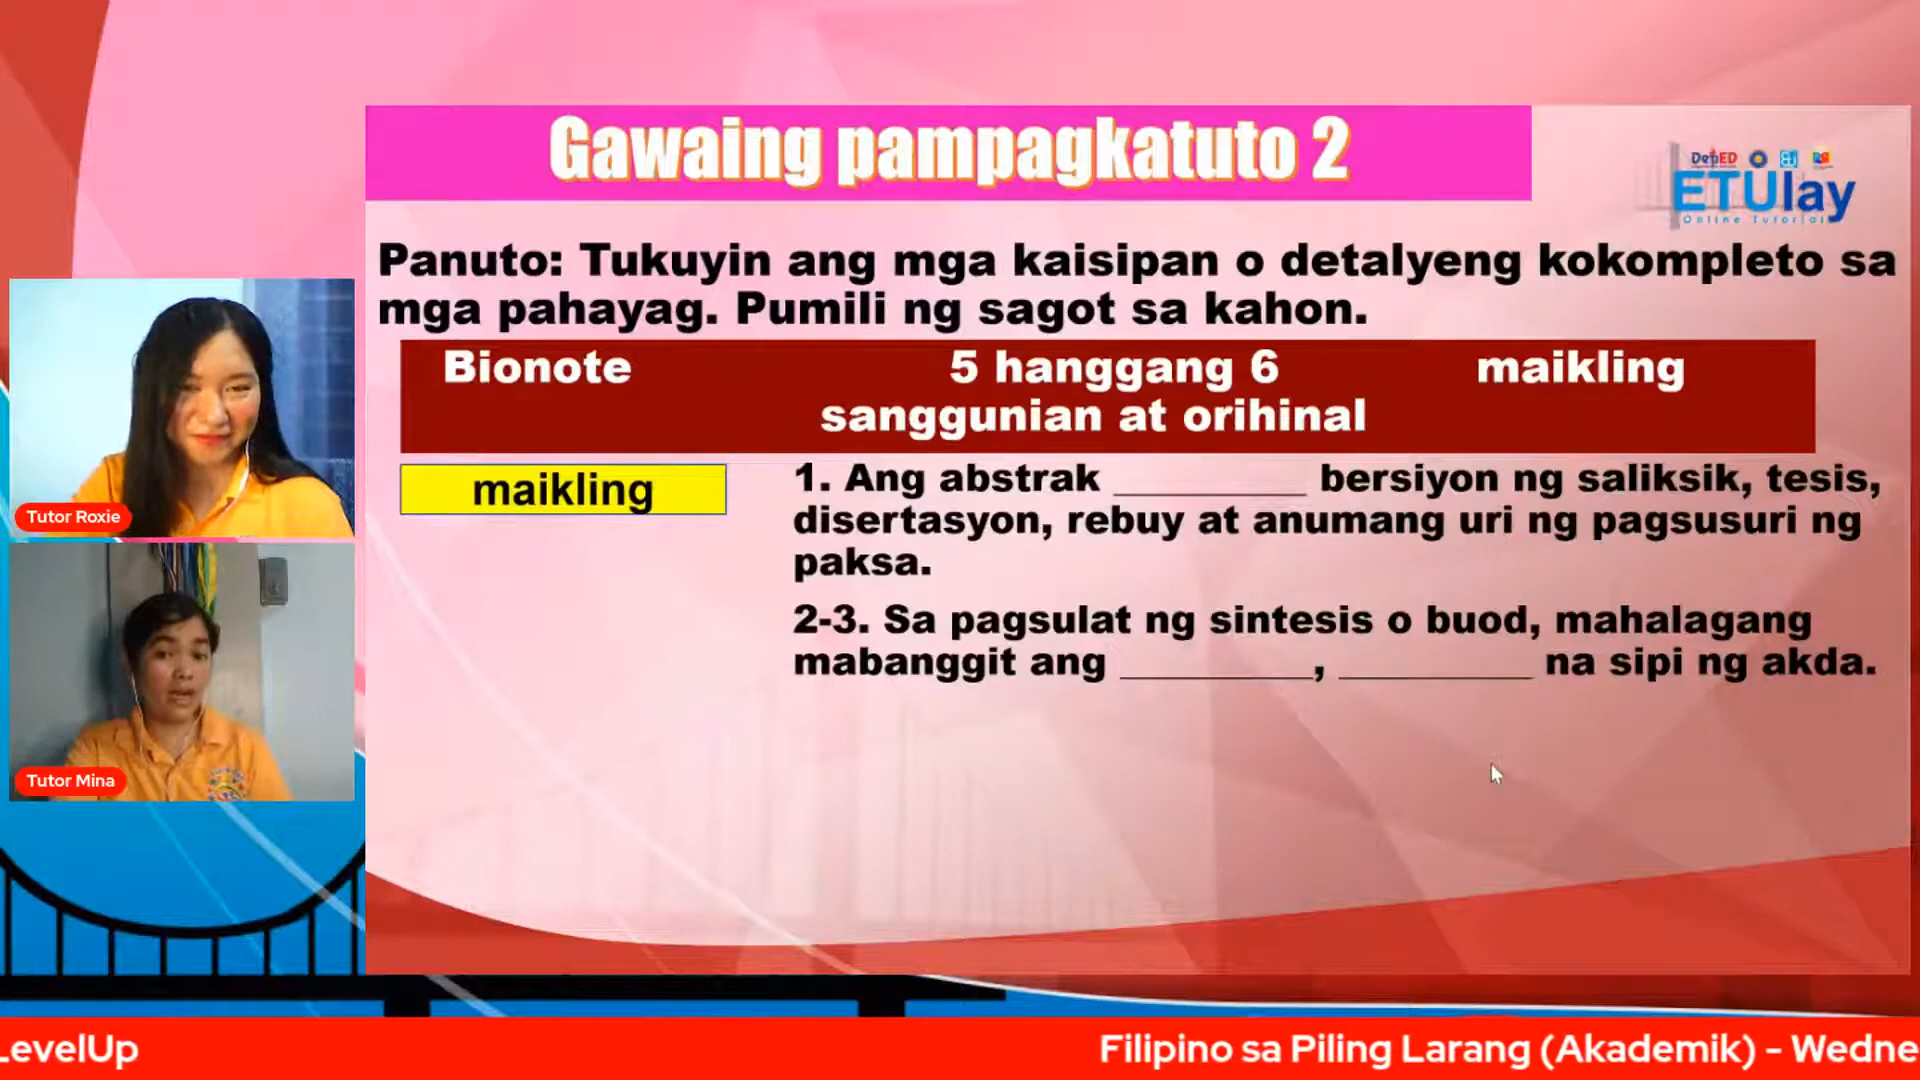 Gawaing pampagkatuto 2
DepED
ETUlay
Online Tutorial
Panuto: Tukuyin ang mga kaisipan o detalyeng kokompleto sa
mga pahayag. Pumili ng sagot sa kahon.
Bionote 5 hanggang 6 maikling
sanggunian at orihinal
maikling
1. Ang abstrak __________ bersiyon ng saliksik, tesis,
disertasyon, rebuy at anumang uri ng pagsusuri ng
paksa.
2-3. Sa pagsulat ng sintesis o buod, mahalagang
mabanggit ang __________, __________ na sipi ng akda.
Tutor Roxie
Tutor Mina
LevelUp
Filipino sa Piling Larang (Akademik) - Wedne